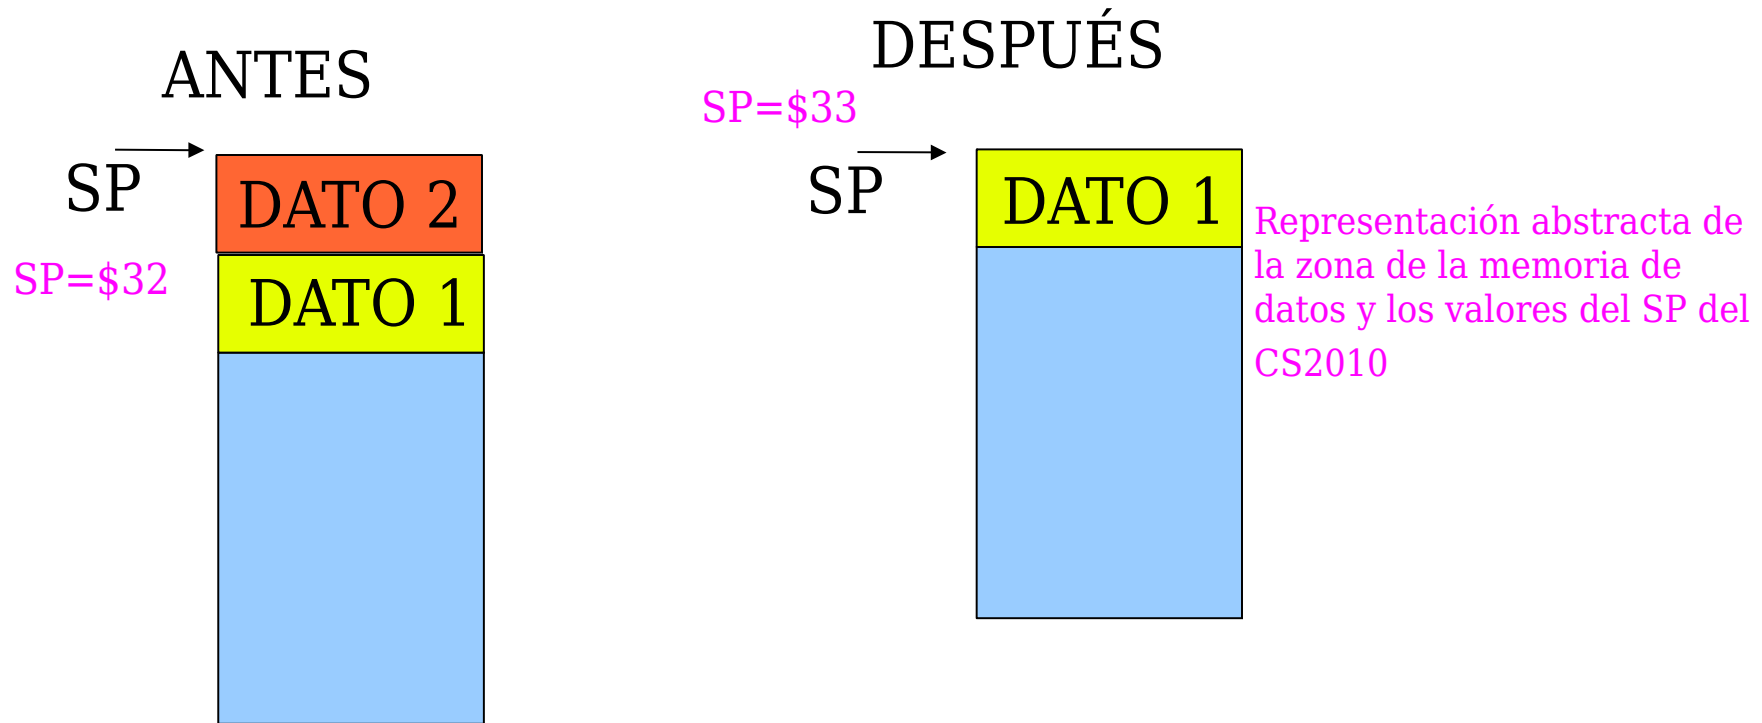 ANTES
SP
DATO 2
SP=$32
DATO 1
DESPUÉS
SP=$33
SP
DATO 1
Representación abstracta de
la zona de la memoria de
datos y los valores del SP del
CS2010